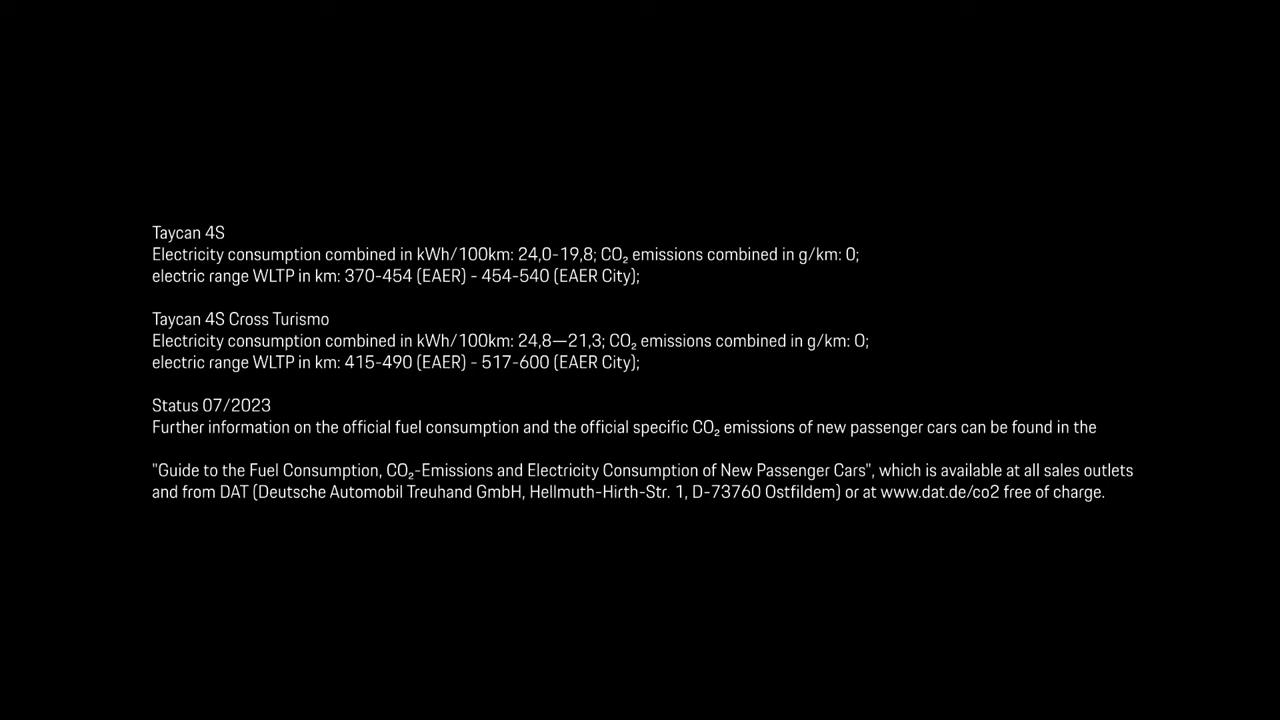 Taycan 4S
Electricity consumption combined in kWh/100km: 24,0-19,8; CO₂ emissions combined in g/km: 0;
electric range WLTP in km: 370-454 (EAER) - 454-540 (EAER City);
Taycan 4S Cross Turismo
Electricity consumption combined in kWh/100km: 24,8—21,3; CO₂ emissions combined in g/km: 0;
electric range WLTP in km: 415-490 (EAER) - 517-600 (EAER City);
Status 07/2023
Further information on the official fuel consumption and the official specific CO₂ emissions of new passenger cars can be found in the
"Guide to the Fuel Consumption, CO₂-Emissions and Electricity Consumption of New Passenger Cars", which is available at all sales outlets
and from DAT (Deutsche Automobil Treuhand GmbH, Hellmuth-Hirth-Str. 1, D-73760 Ostfildem) or at www.dat.de/co2 free of charge.